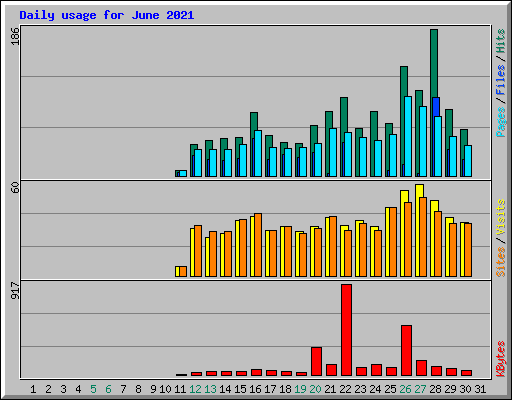 Daily usage for June 2021
186
Pages / Files / Hits
60
Sites / Visits
917
KBytes
1 2 3 4 5 6 7 8 9 10 11 12 13 14 15 16 17 18 19 20 21 22 23 24 25 26 27 28 29 30 31